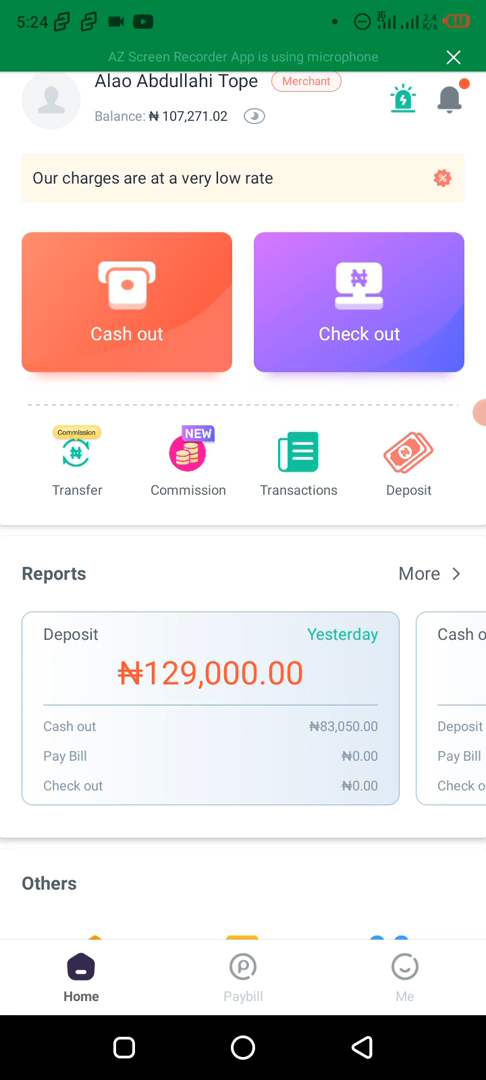 5:24
2.4 K/s
AZ Screen Recorder App is using microphone
Alao Abdullahi Tope
Merchant
Balance: ₦ 107,271.02
Our charges are at a very low rate
Cash out
Check out
Commission
NEW
Transfer
Commission
Transactions
Deposit
Reports
More
Deposit
Yesterday
Cash o
₦129,000.00
Cash out
₦83,050.00
Deposit
Pay Bill
₦0.00
Pay Bill
Check out
₦0.00
Check o
Others
Home
Paybill
Me